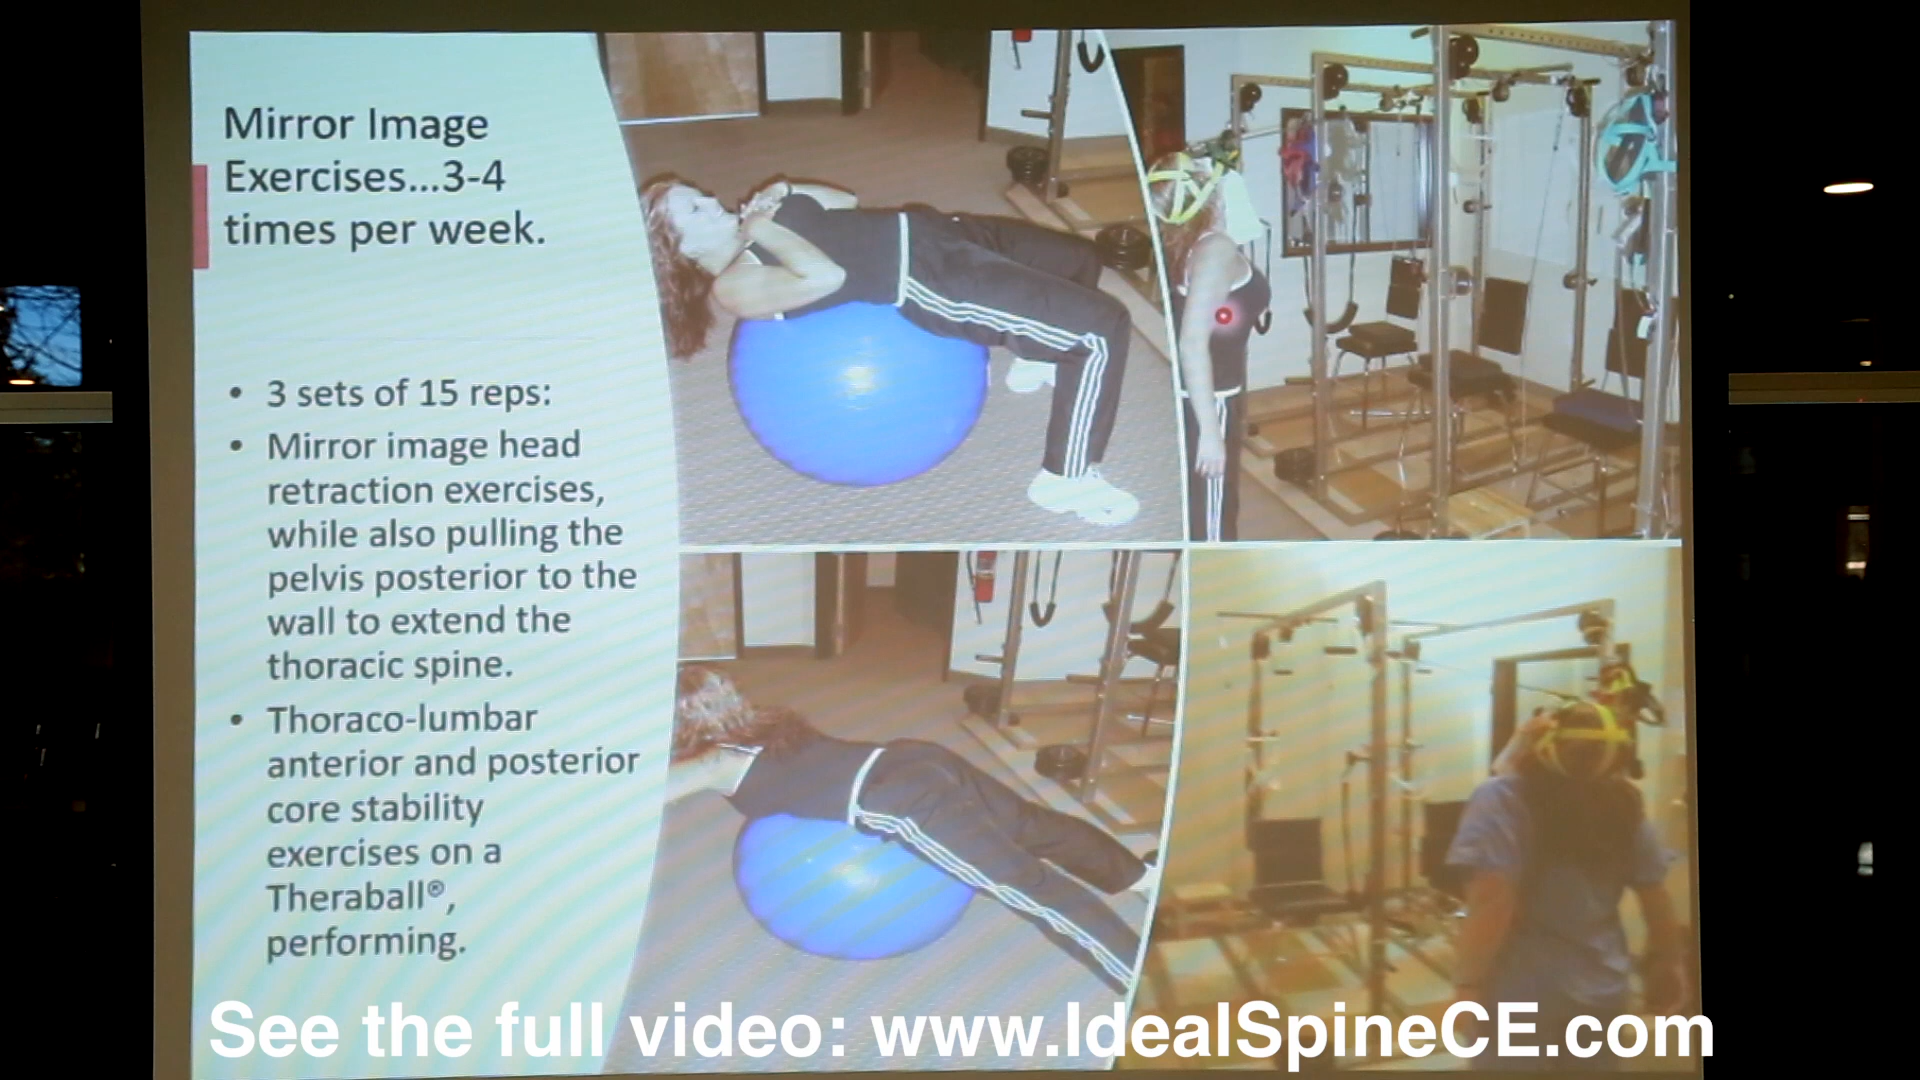 Mirror Image
Exercises...3-4
times per week.
• 3 sets of 15 reps:
• Mirror image head
retraction exercises,
while also pulling the
pelvis posterior to the
wall to extend the
thoracic spine.
• Thoraco-lumbar
anterior and posterior
core stability
exercises on a
Theraball®,
performing.
See the full video: www.IdealSpineCE.com